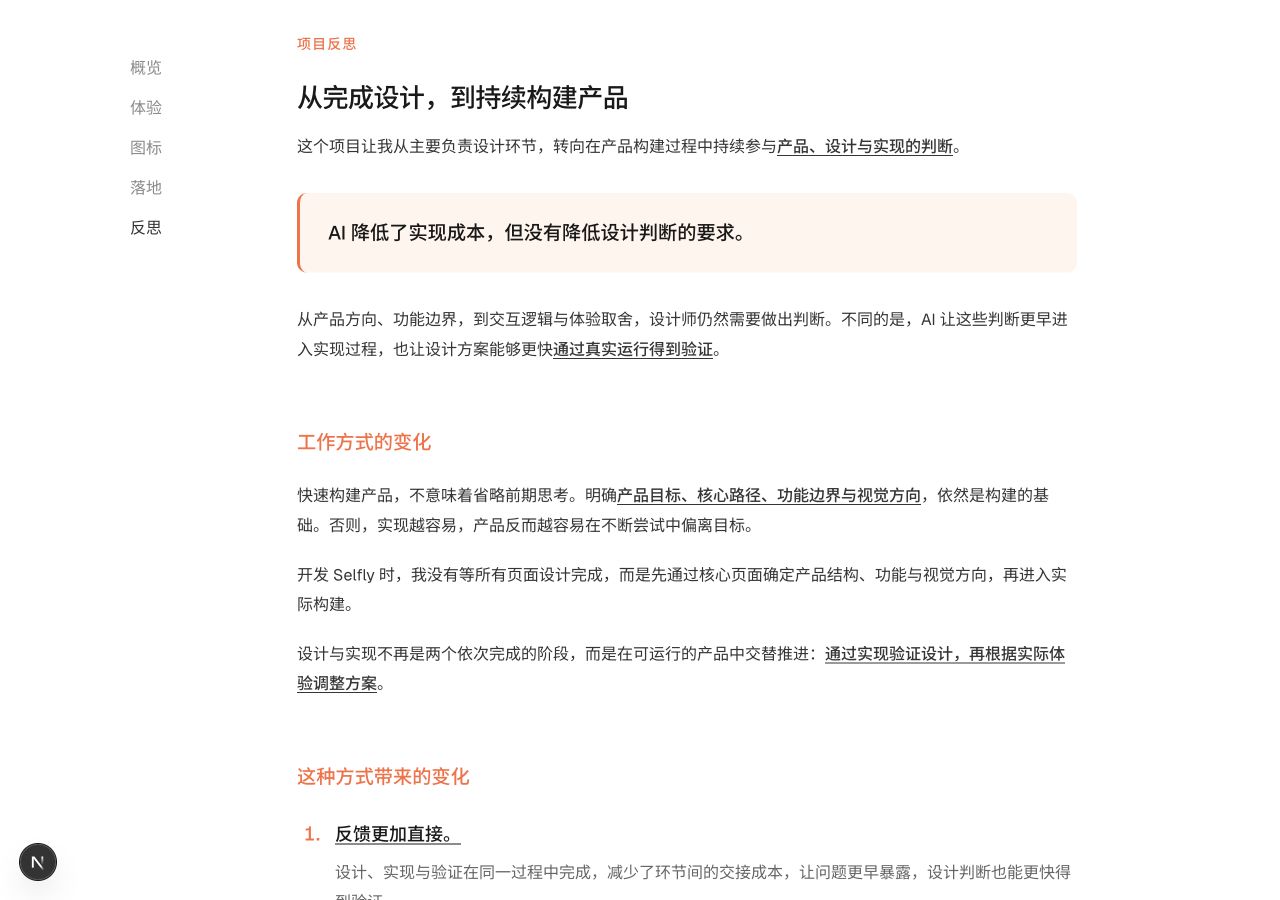 概览
体验
图标
落地
反思
项目反思
从完成设计，到持续构建产品
这个项目让我从主要负责设计环节，转向在产品构建过程中持续参与产品、设计与实现的判断。
AI 降低了实现成本，但没有降低设计判断的要求。
从产品方向、功能边界，到交互逻辑与体验取舍，设计师仍然需要做出判断。不同的是，AI 让这些判断更早进
入实现过程，也让设计方案能够更快通过真实运行得到验证。
工作方式的变化
快速构建产品，不意味着省略前期思考。明确产品目标、核心路径、功能边界与视觉方向，依然是构建的基
础。否则，实现越容易，产品反而越容易在不断尝试中偏离目标。
开发 Selfly 时，我没有等所有页面设计完成，而是先通过核心页面确定产品结构、功能与视觉方向，再进入实
际构建。
设计与实现不再是两个依次完成的阶段，而是在可运行的产品中交替推进：通过实现验证设计，再根据实际体
验调整方案。
这种方式带来的变化
1. 反馈更加直接。
设计、实现与验证在同一过程中完成，减少了环节间的交接成本，让问题更早暴露，设计判断也能更快得
N